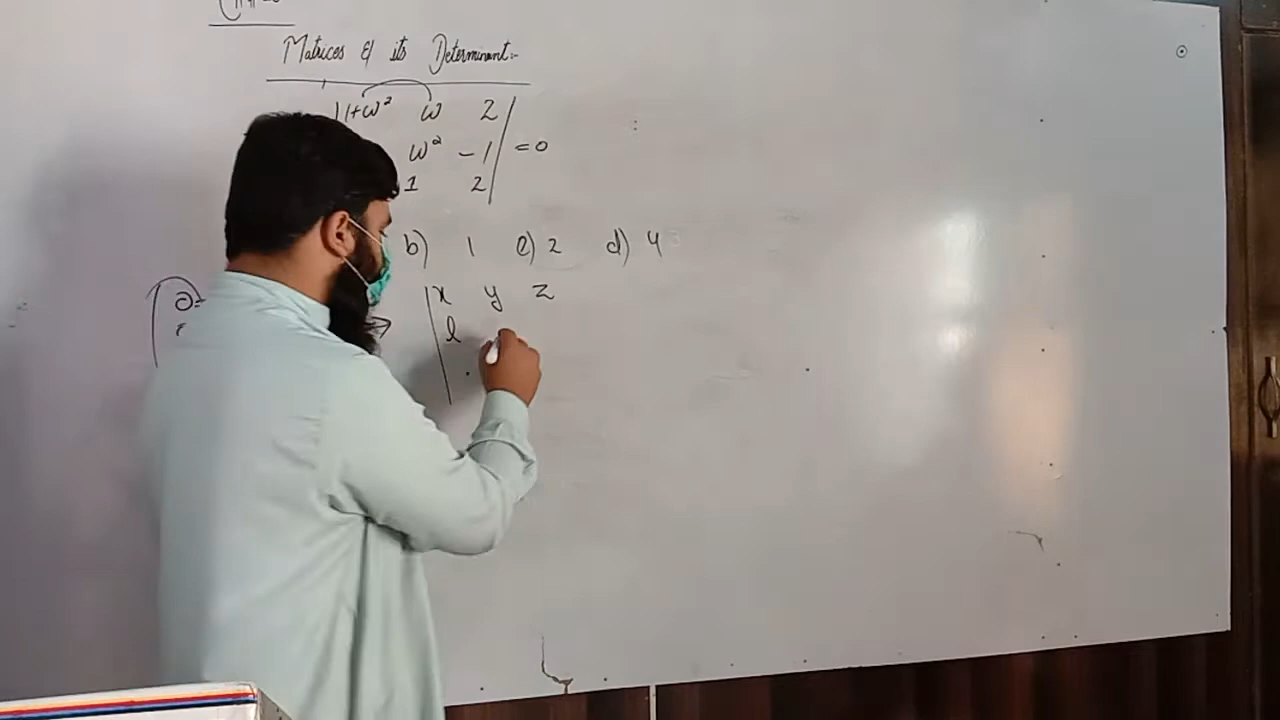 Matrices & its Determinant:-
1+ω² ω 2
ω² -1 = 0
1 2
b) 1 c) 2 d) 4
x y z
l